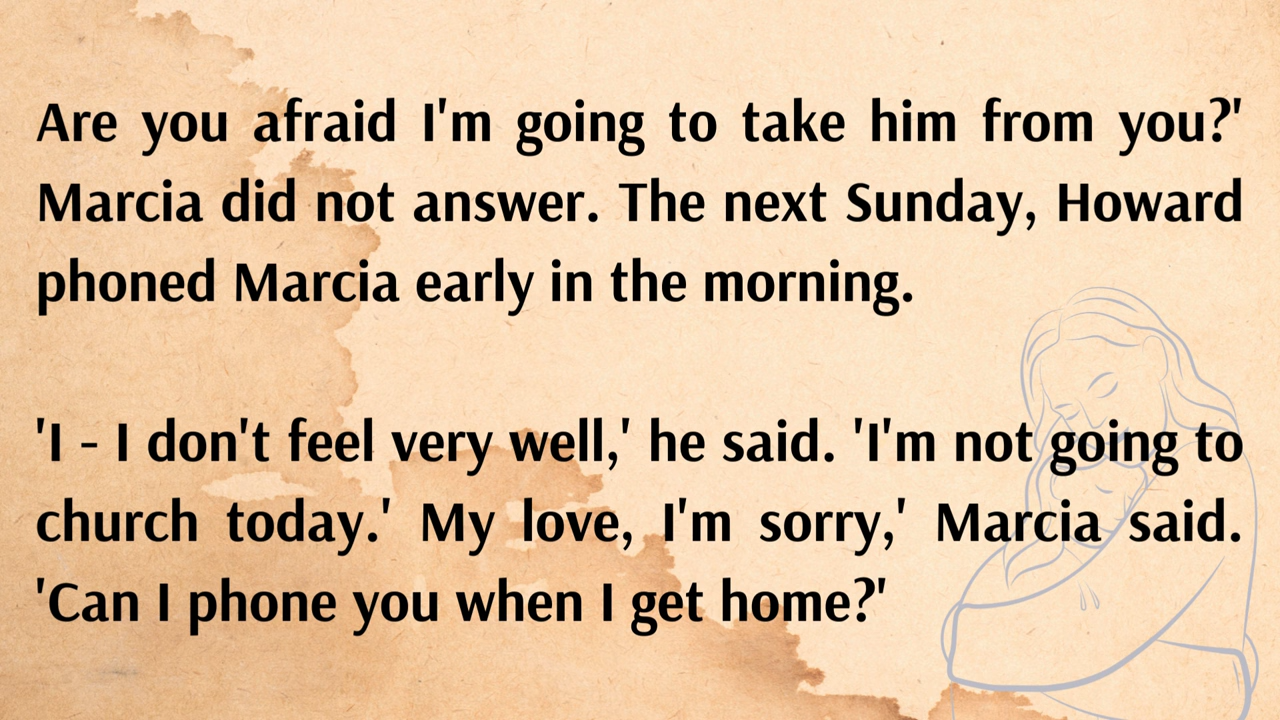 Are you afraid I'm going to take him from you?'
Marcia did not answer. The next Sunday, Howard
phoned Marcia early in the morning.
'I - I don't feel very well,' he said. 'I'm not going to
church today.' My love, I'm sorry,' Marcia said.
'Can I phone you when I get home?'